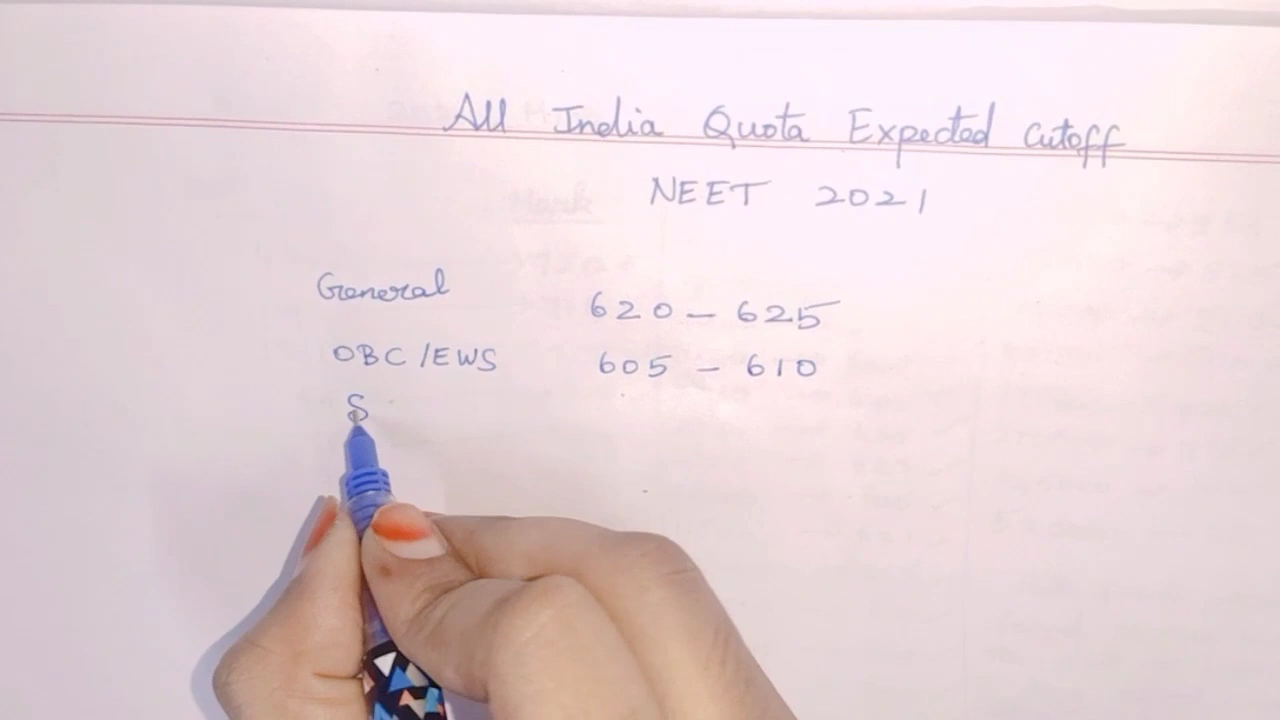 All India Quota Expected Cutoff
NEET 2021
General 620 - 625
OBC/EWS 605 - 610
S